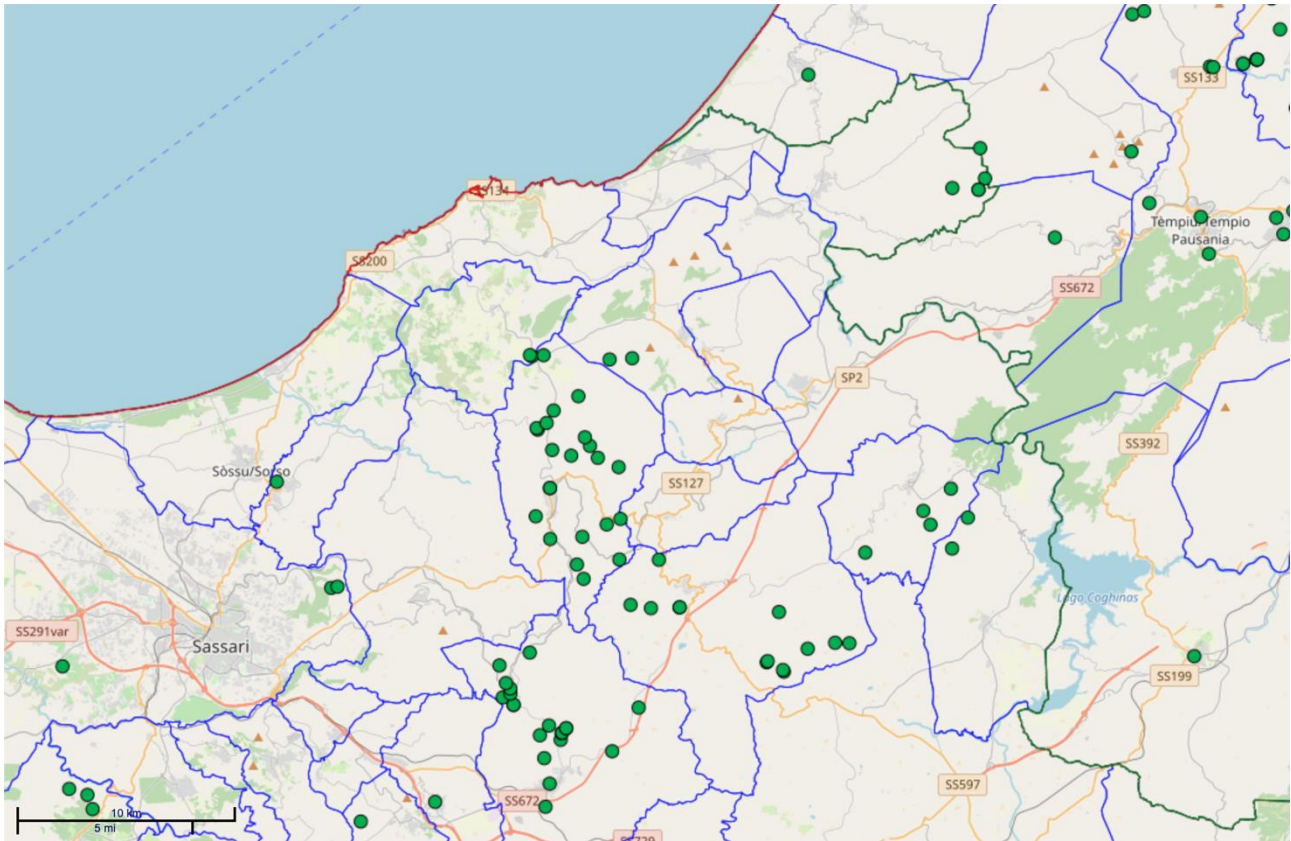 SS133
SS134
Tèmpiu/Tempio
Pausania
SS200
SS672
SP2
SS392
Sòssu/Sorso
SS127
Lago Coghinas
SS291var
Sassari
SS199
SS597
SS672
10 km
5 mi
SS729